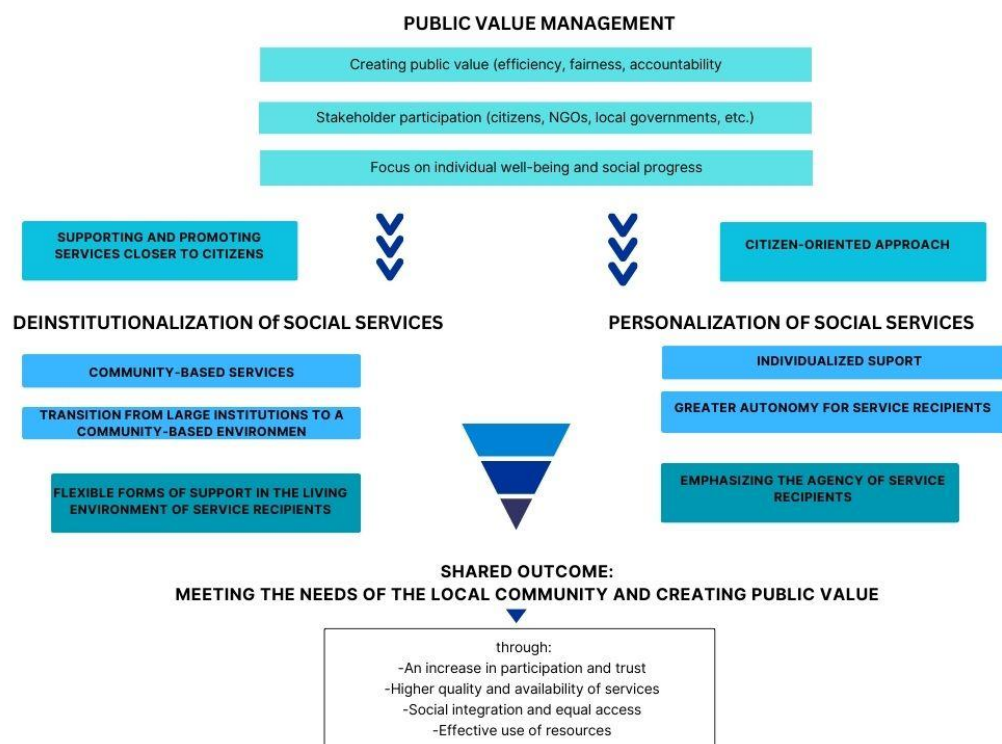 PUBLIC VALUE MANAGEMENT
Creating public value (efficiency, fairness, accountability
Stakeholder participation (citizens, NGOs, local governments, etc.)
Focus on individual well-being and social progress
SUPPORTING AND PROMOTING
SERVICES CLOSER TO CITIZENS
CITIZEN-ORIENTED APPROACH
DEINSTITUTIONALIZATION Of SOCIAL SERVICES
COMMUNITY-BASED SERVICES
TRANSITION FROM LARGE INSTITUTIONS TO A
COMMUNITY-BASED ENVIRONMEN
FLEXIBLE FORMS OF SUPPORT IN THE LIVING
ENVIRONMENT OF SERVICE RECIPIENTS
PERSONALIZATION OF SOCIAL SERVICES
INDIVIDUALIZED SUPORT
GREATER AUTONOMY FOR SERVICE RECIPIENTS
EMPHASIZING THE AGENCY OF SERVICE
RECIPIENTS
SHARED OUTCOME:
MEETING THE NEEDS OF THE LOCAL COMMUNITY AND CREATING PUBLIC VALUE
through:
-An increase in participation and trust
-Higher quality and availability of services
-Social integration and equal access
-Effective use of resources